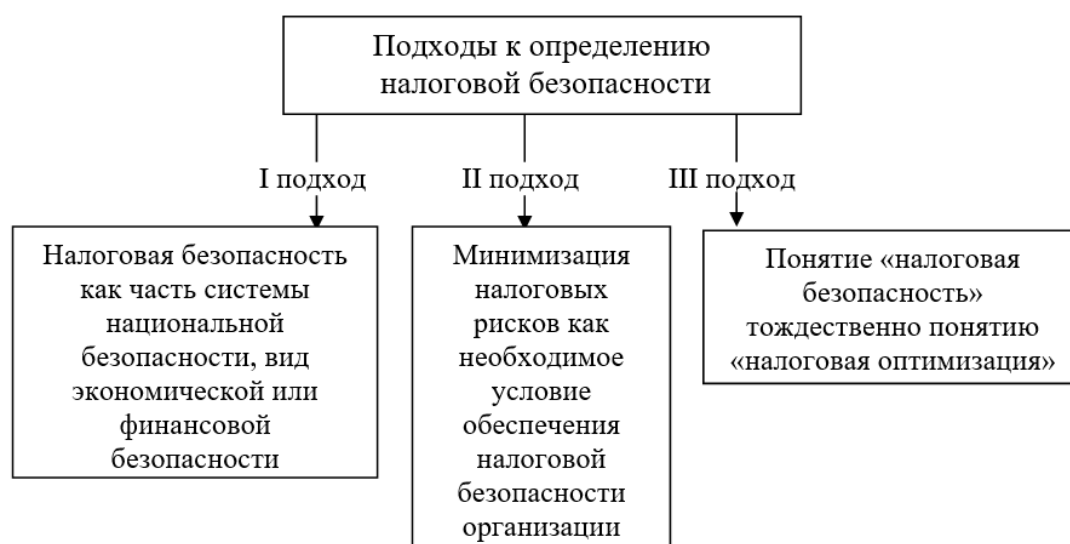 Подходы к определению
налоговой безопасности
I подход
II подход
III подход
Налоговая безопасность
как часть системы
национальной
безопасности, вид
экономической или
финансовой
безопасности
Минимизация
налоговых
рисков как
необходимое
условие
обеспечения
налоговой
безопасности
организации
Понятие «налоговая
безопасность»
тождественно понятию
«налоговая оптимизация»